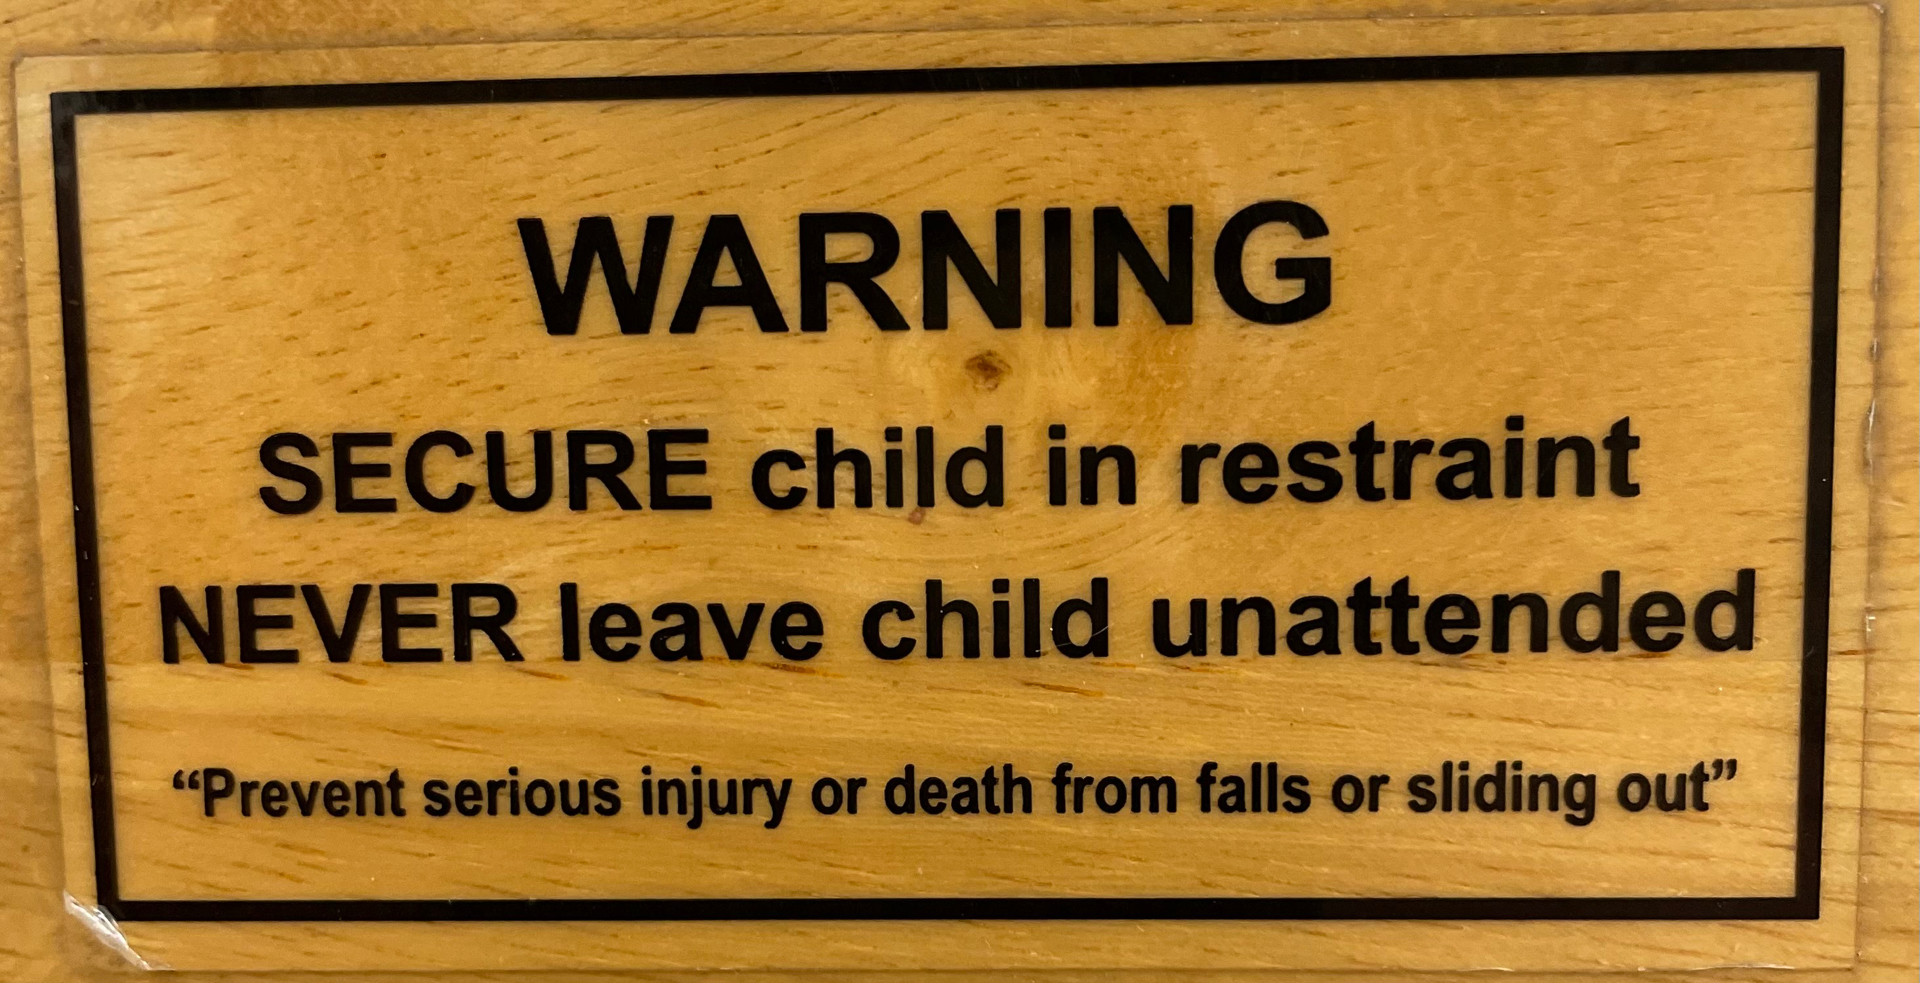 WARNING
SECURE child in restraint
NEVER leave child unattended
“Prevent serious injury or death from falls or sliding out”